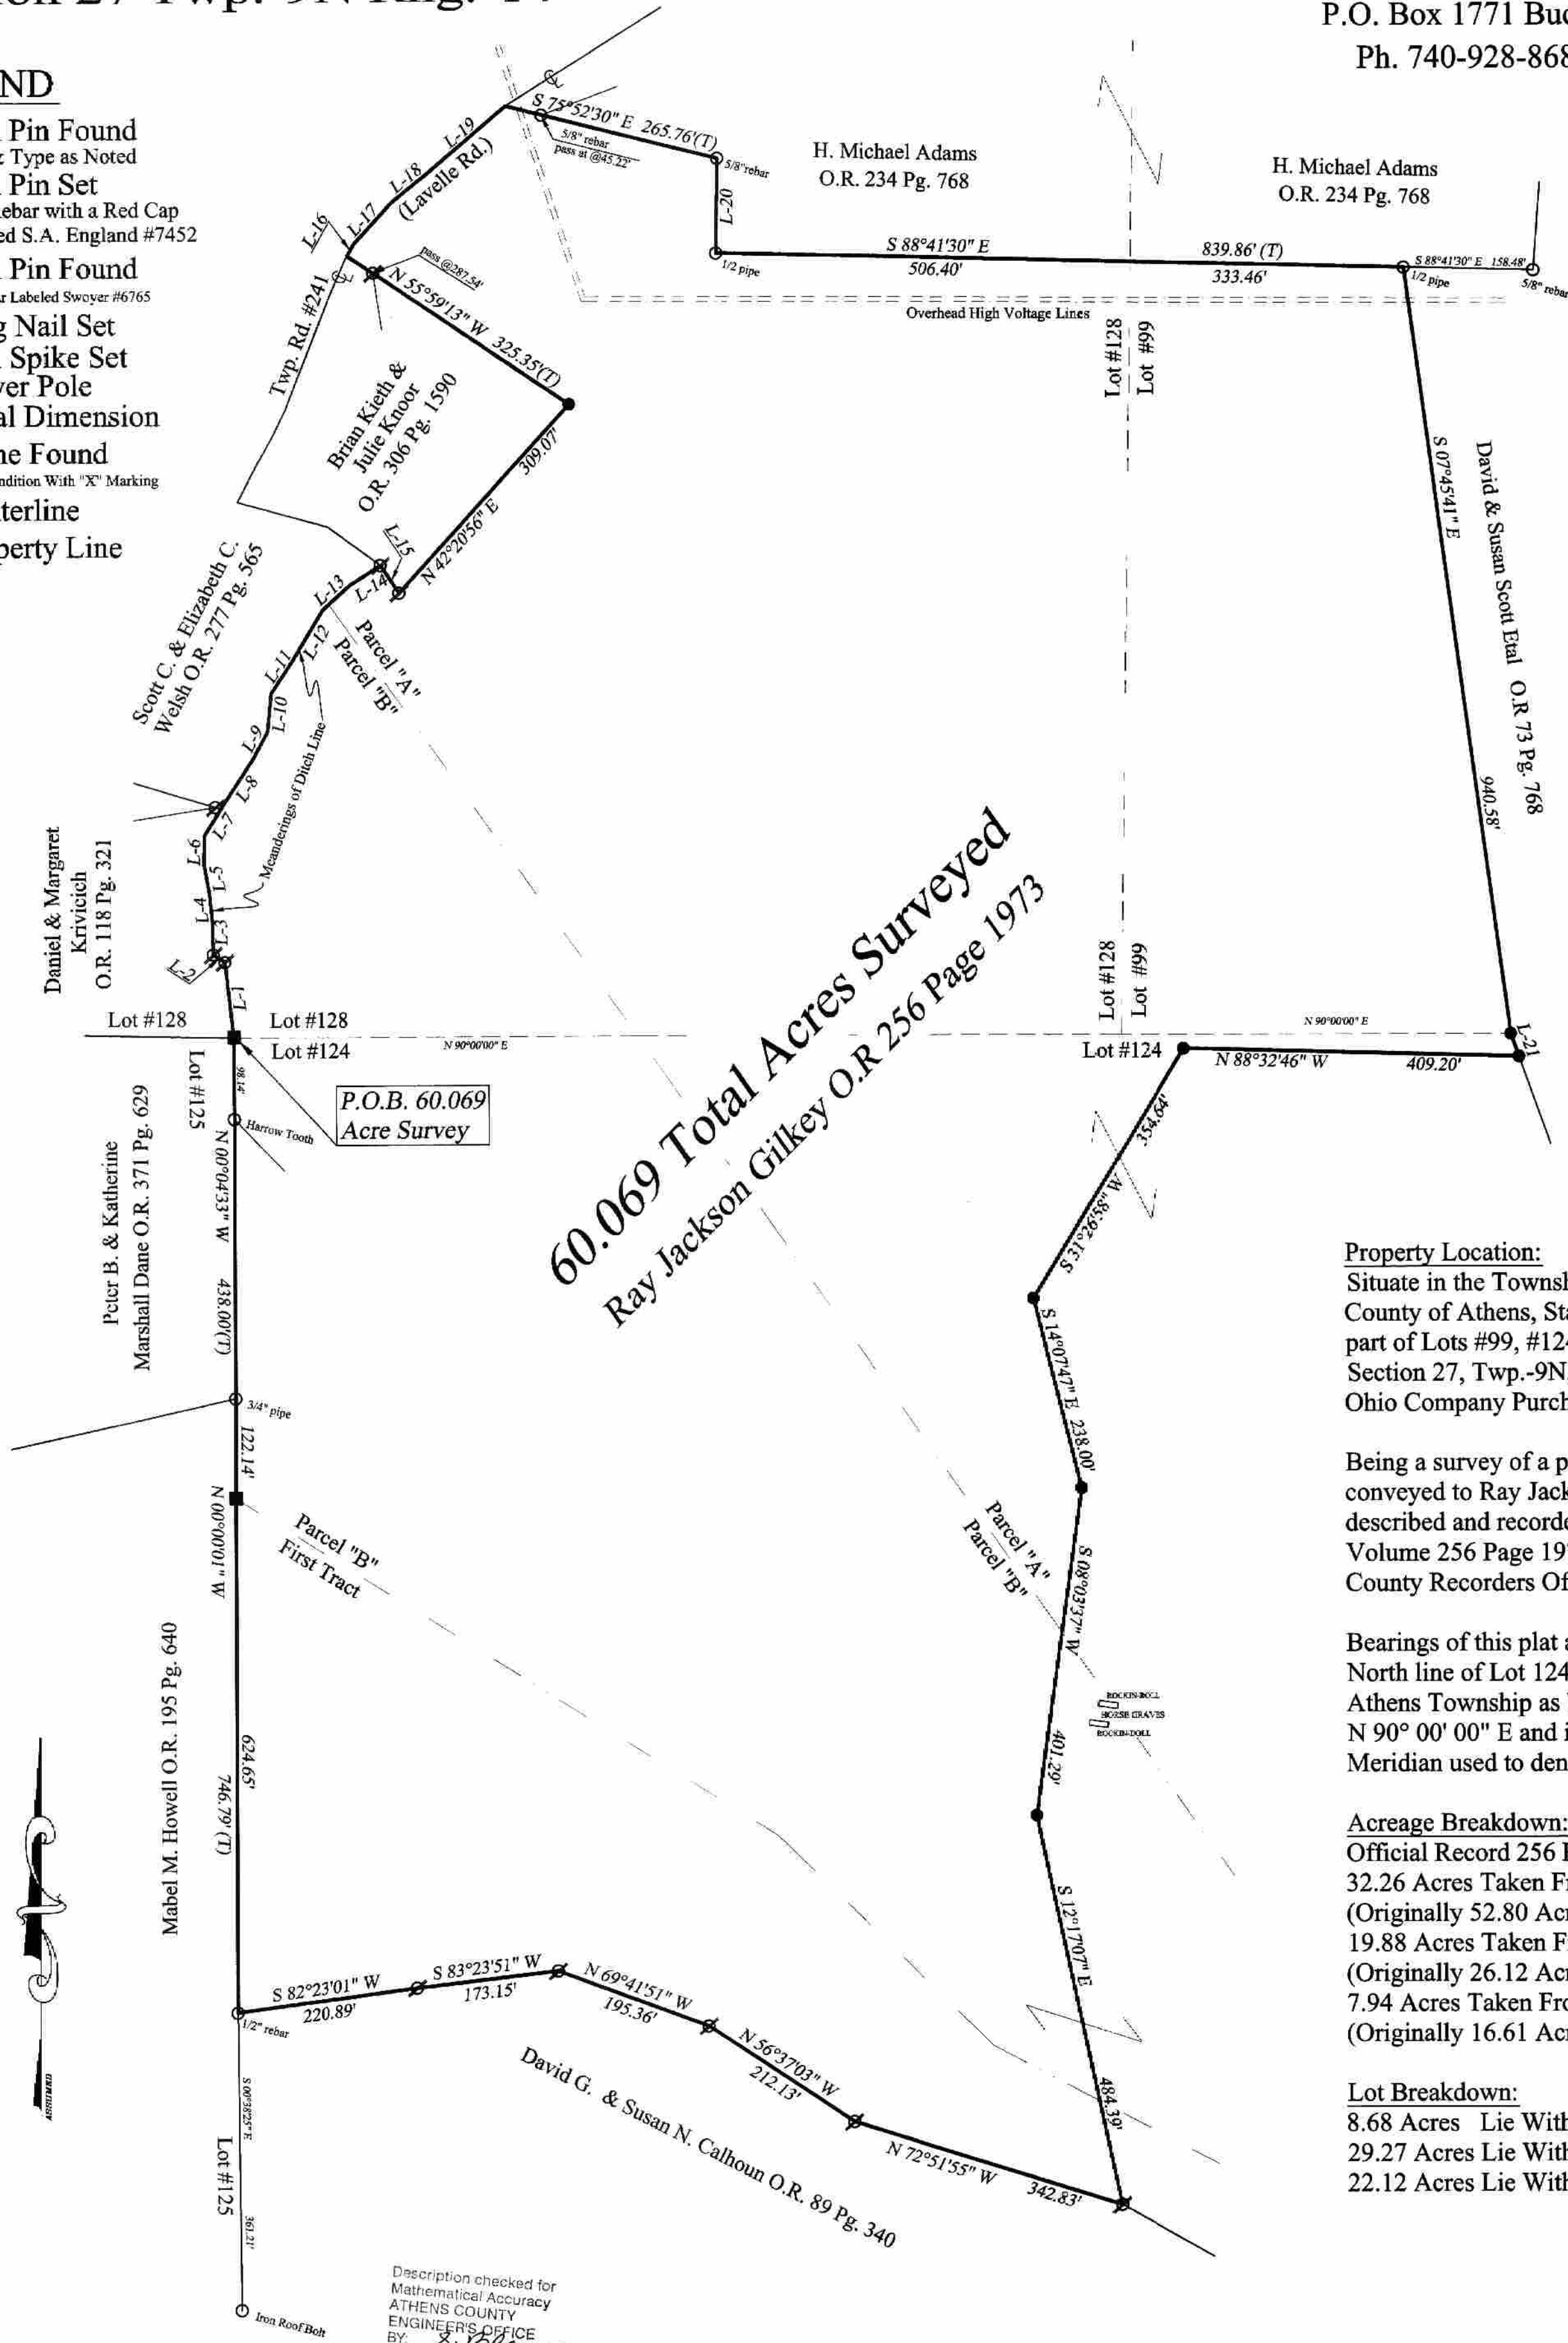 Twp. 9N Rng. 14
P.O. Box 1771
Ph. 740-928-868
ND
Pin Found
Type as Noted
Pin Set
ebar with a Red Cap
ed S.A. England #7452
Pin Found
r Labeled Swoyer #6765
g Nail Set
Spike Set
er Pole
al Dimension
ne Found
ndition With "X" Marking
terline
perty Line
L-19
L-18
(Lavelle Rd.)
L-17
L-16
S 75°52'30" E 265.76'(T)
5/8" rebar
pass at @45.22'
5/8"rebar
L-20
1/2 pipe
H. Michael Adams
O.R. 234 Pg. 768
H. Michael Adams
O.R. 234 Pg. 768
S 88°41'30" E
506.40'
839.86' (T)
333.46'
S 88°41'30" E 158.48'
1/2 pipe
5/8" rebar
Overhead High Voltage Lines
Lot #128
Lot #99
Twp. Rd. #241
pass @287.54'
N 55°59'13" W 325.35'(T)
Brian Kieth &
Julie Knoor
O.R. 306 Pg. 1590
309.07'
N 42°20'56" E
L-15
L-14
L-13
L-12
L-11
L-10
L-9
L-8
L-7
L-6
L-5
L-4
L-3
L-2
L-1
Parcel "A"
Parcel "B"
Meanderings of Ditch Line
Scott C. & Elizabeth C.
Welsh O.R. 277 Pg. 565
Daniel & Margaret
Krivicich
O.R. 118 Pg. 321
S 07°45'41" E
940.58'
David & Susan Scott Etal O.R 73 Pg. 768
60.069 Total Acres Surveyed
Ray Jackson Gilkey O.R 256 Page 1973
Lot #128
Lot #128
Lot #124
N 90°00'00" E
Lot #128
Lot #99
Lot #124
N 90°00'00" E
N 88°32'46" W
409.20'
L-21
Lot #125
98.14'
P.O.B. 60.069
Acre Survey
Harrow Tooth
Peter B. & Katherine
Marshall Dane O.R. 371 Pg. 629
N 00°04'33" W
438.00'(T)
3/4" pipe
122.14'
N 00°00'01" W
Parcel "B"
First Tract
354.64'
S 31°26'58" W
S 14°07'47" E 238.00'
Parcel "A"
Parcel "B"
S 08°03'37" W
401.29'
ROCKIN-ROLL
HORSE GRAVES
ROCKIN-DOLL
S 12°17'07" E
484.39'
Mabel M. Howell O.R. 195 Pg. 640
624.65'
746.79' (T)
ASSUMED
S 82°23'01" W
220.89'
S 83°23'51" W
173.15'
N 69°41'51" W
195.36'
N 56°37'03" W
212.13'
N 72°51'55" W
342.83'
1/2" rebar
David G. & Susan N. Calhoun O.R. 89 Pg. 340
S 00°38'25" E
Lot #125
361.21'
Iron Roof Bolt
Property Location:
Situate in the Townsh
County of Athens, Sta
part of Lots #99, #124
Section 27, Twp.-9N
Ohio Company Purch
Being a survey of a p
conveyed to Ray Jack
described and recorde
Volume 256 Page 19
County Recorders Of
Bearings of this plat a
North line of Lot 124
Athens Township as
N 90° 00' 00" E and i
Meridian used to den
Acreage Breakdown:
Official Record 256
32.26 Acres Taken F
(Originally 52.80 Ac
19.88 Acres Taken F
(Originally 26.12 Ac
7.94 Acres Taken Fro
(Originally 16.61 Ac
Lot Breakdown:
8.68 Acres Lie With
29.27 Acres Lie With
22.12 Acres Lie With
Description checked for
Mathematical Accuracy
ATHENS COUNTY
ENGINEER'S OFFICE
BY: